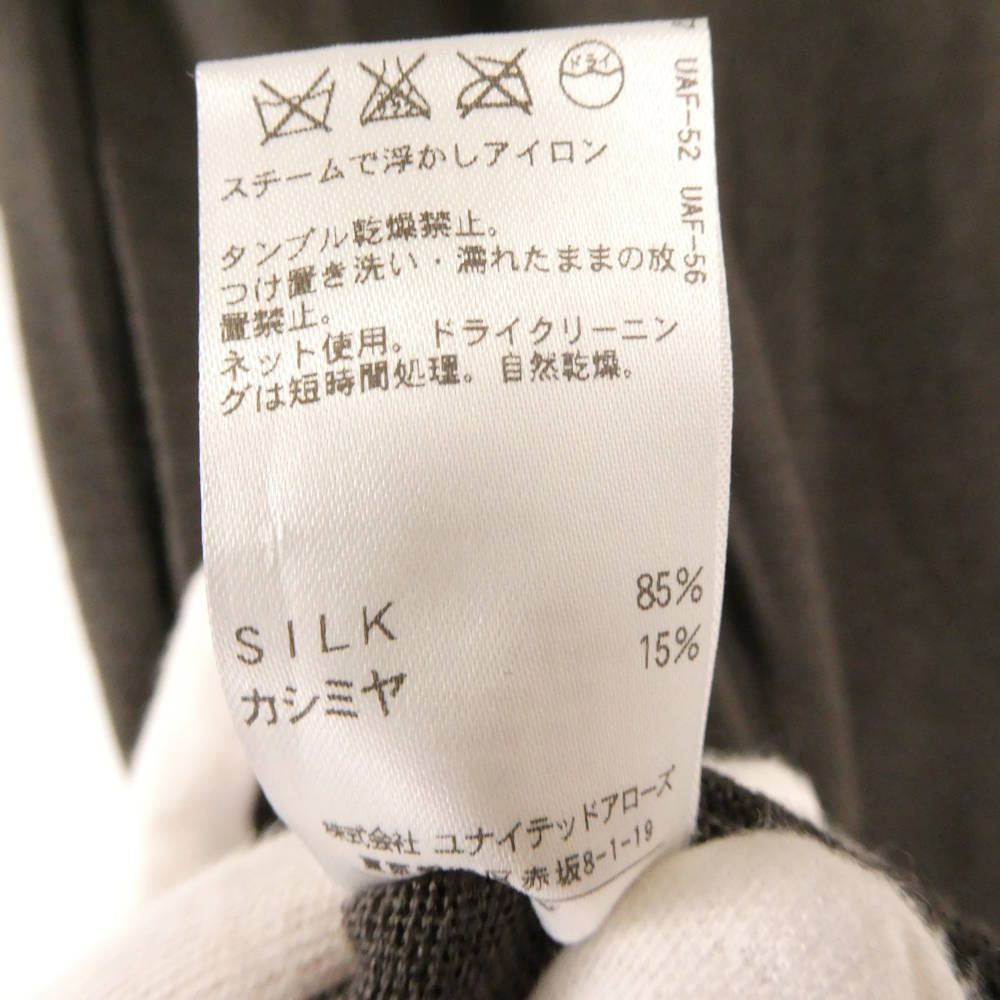 ドライ
スチームで浮かしアイロン
タンブル乾燥禁止。
つけ置き洗い・濡れたままの放
置禁止。
ネット使用。ドライクリーニン
グは短時間処理。自然乾燥。
SILK 85%
カシミヤ 15%
株式会社 ユナイテッドアローズ
区赤坂8-1-19
UAF-52 UAF-56